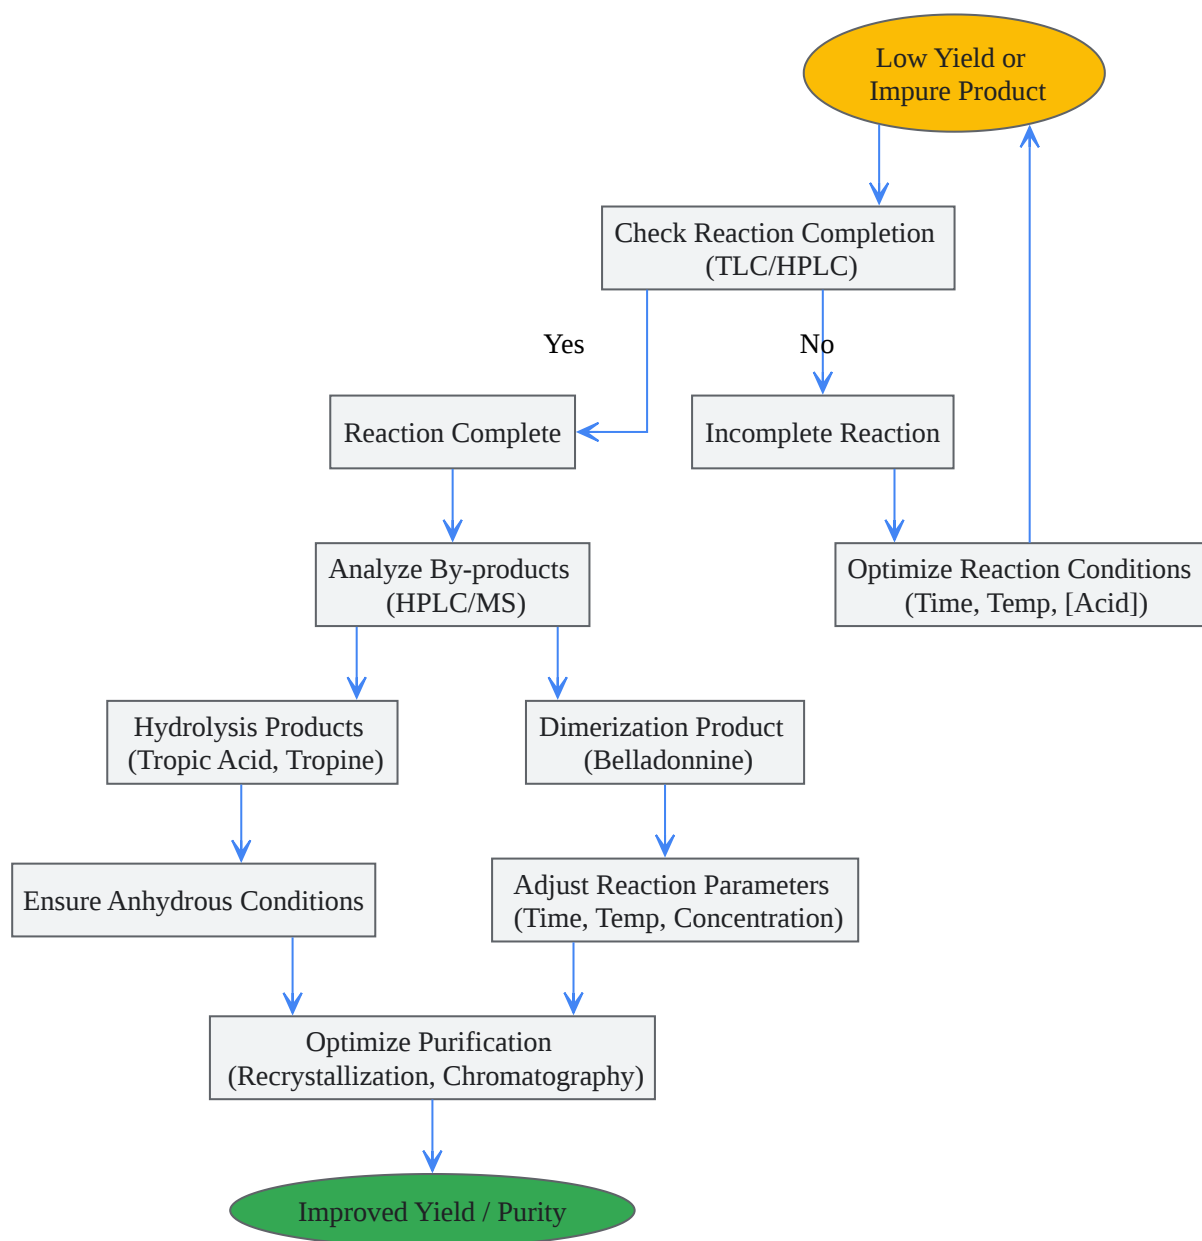 Low Yield or
Impure Product
Check Reaction Completion
(TLC/HPLC)
Yes
No
Reaction Complete
Incomplete Reaction
Analyze By-products
(HPLC/MS)
Optimize Reaction Conditions
(Time, Temp, [Acid])
Hydrolysis Products
(Tropic Acid, Tropine)
Dimerization Product
(Belladonnine)
Ensure Anhydrous Conditions
Adjust Reaction Parameters
(Time, Temp, Concentration)
Optimize Purification
(Recrystallization, Chromatography)
Improved Yield / Purity